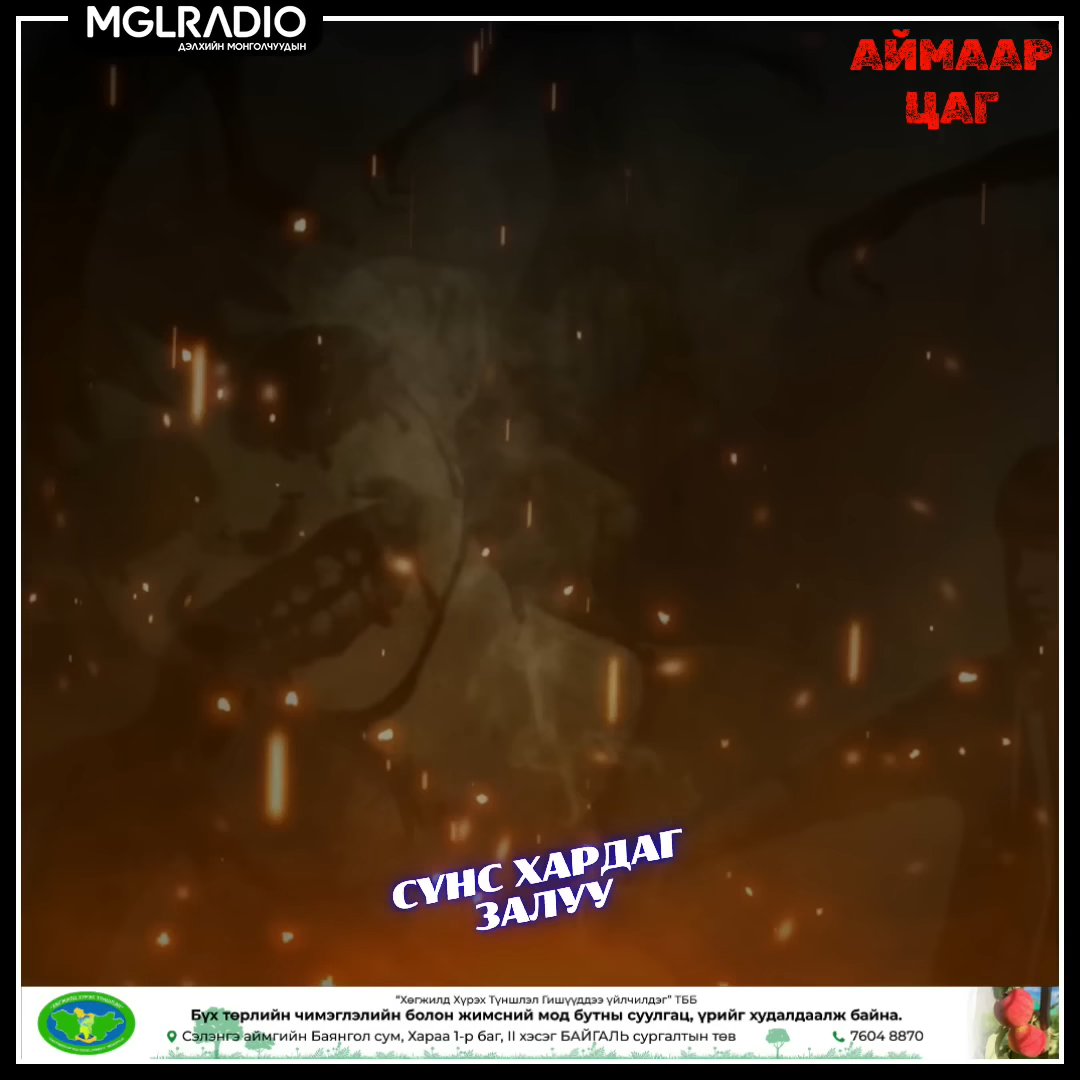 MGLRADIO
ДЭЛХИЙН МОНГОЛЧУУДЫН
АЙМААР
ЦАГ
СҮНС ХАРДАГ
ЗАЛУУ
"Хөгжилд Хүрэх Түншлэл Гишүүддээ үйлчилдэг" ТББ
Бүх төрлийн чимэглэлийн болон жимсний мод бутны суулгац, үрийг худалдаалж байна.
Сэлэнгэ аймгийн Баянгол сум, Хараа 1-р баг, II хэсэг БАЙГАЛЬ сургалтын төв
7604 8870